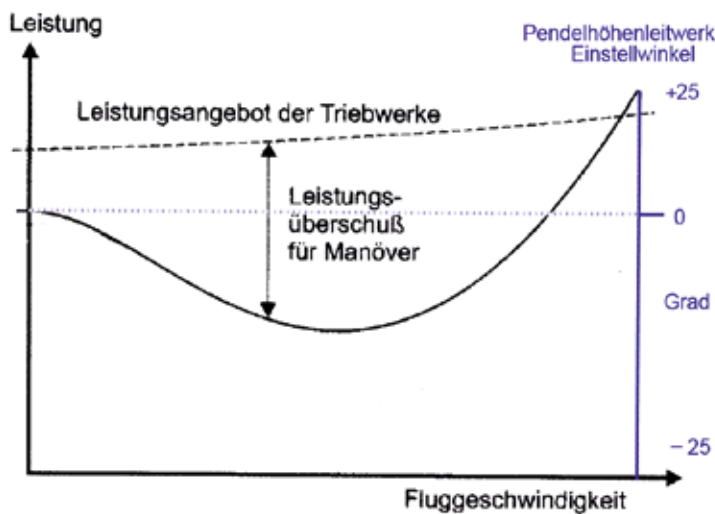 Leistung
Pendelhöhenleitwerk
Einstellwinkel
+25
Leistungsangebot der Triebwerke
Leistungs-
überschuß
für Manöver
0
Grad
– 25
Fluggeschwindigkeit